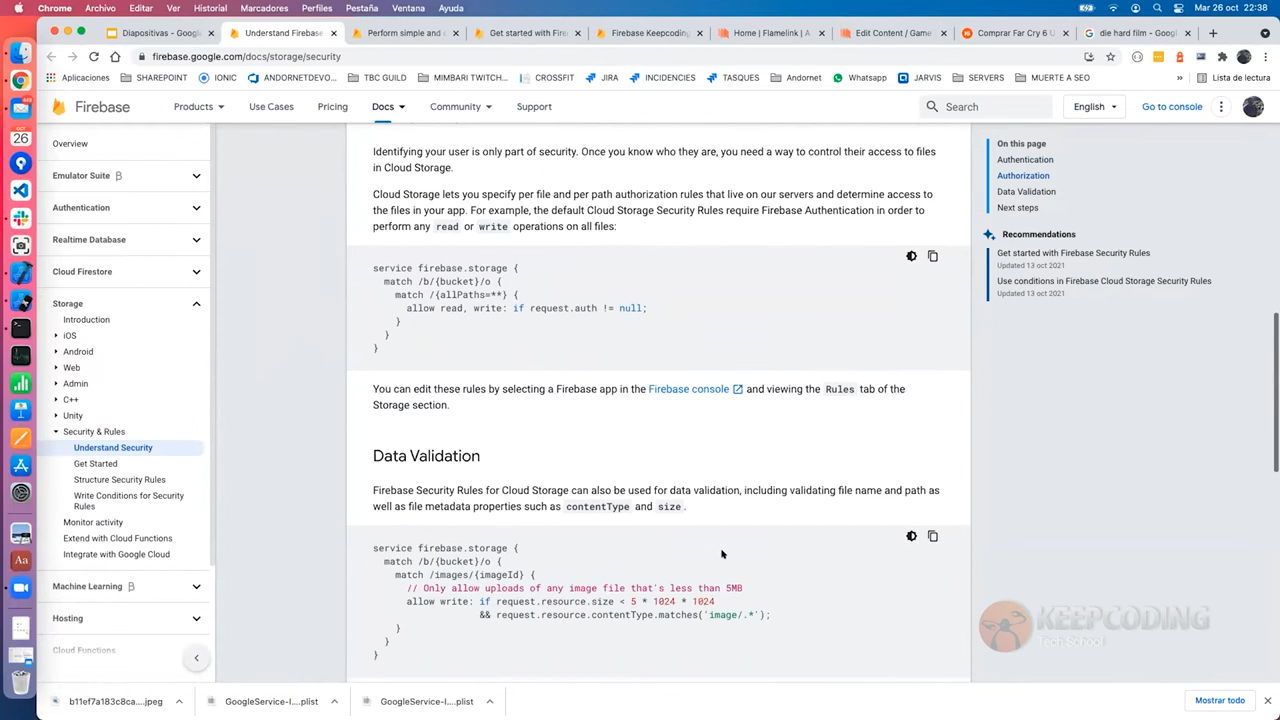 Chrome Archivo Editar Ver Historial Marcadores Perfiles Pestaña Ventana Ayuda Mar 26 oct 22:38
Diapositivas - Google Understand Firebase Perform simple and c Get started with Fire Firebase Keepcoding Home | Flamelink | A Edit Content / Game Comprar Far Cry 6 U die hard film - Googl
firebase.google.com/docs/storage/security
Aplicaciones SHAREPOINT IONIC ANDORNETDEVO... TBC GUILD MIMBARI TWITCH... CROSSFIT JIRA INCIDENCIES TASQUES Andornet Whatsapp JARVIS SERVERS MUERTE A SEO » Lista de lectura
Firebase Products Use Cases Pricing Docs Community Support Search English Go to console
Overview
Emulator Suite β
Authentication
Realtime Database
Cloud Firestore
Storage
Introduction
iOS
Android
Web
Admin
C++
Unity
Security & Rules
Understand Security
Get Started
Structure Security Rules
Write Conditions for Security
Rules
Monitor activity
Extend with Cloud Functions
Integrate with Google Cloud
Machine Learning β
Hosting
Cloud Functions
Identifying your user is only part of security. Once you know who they are, you need a way to control their access to files
in Cloud Storage.
Cloud Storage lets you specify per file and per path authorization rules that live on our servers and determine access to
the files in your app. For example, the default Cloud Storage Security Rules require Firebase Authentication in order to
perform any read or write operations on all files:
service firebase.storage {
match /b/{bucket}/o {
match /{allPaths=**} {
allow read, write: if request.auth != null;
}
}
}
You can edit these rules by selecting a Firebase app in the Firebase console and viewing the Rules tab of the
Storage section.
Data Validation
Firebase Security Rules for Cloud Storage can also be used for data validation, including validating file name and path as
well as file metadata properties such as contentType and size.
service firebase.storage {
match /b/{bucket}/o {
match /images/{imageId} {
// Only allow uploads of any image file that's less than 5MB
allow write: if request.resource.size < 5 * 1024 * 1024
&& request.resource.contentType.matches('image/.*');
}
}
}
On this page
Authentication
Authorization
Data Validation
Next steps
Recommendations
Get started with Firebase Security Rules
Updated 13 oct 2021
Use conditions in Firebase Cloud Storage Security Rules
Updated 13 oct 2021
KEEPCODING
Tech School
b11ef7a183c8ca....jpeg GoogleService-I....plist GoogleService-I....plist Mostrar todo